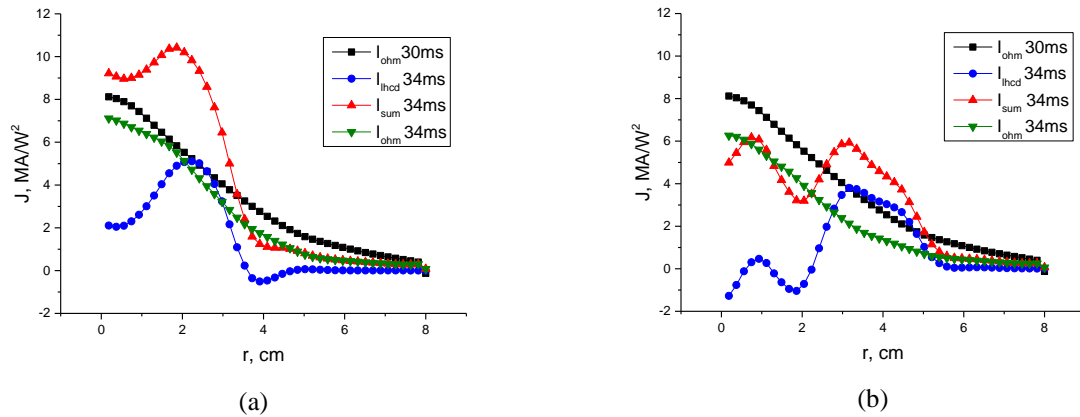 12
10
8
6
4
2
0
-2
J, MA/W²
0 2 4 6 8
r, cm
I_ohm 30ms
I_lhcd 34ms
I_sum 34ms
I_ohm 34ms
(a)
12
10
8
6
4
2
0
-2
J, MA/W²
0 2 4 6 8
r, cm
I_ohm 30ms
I_lhcd 34ms
I_sum 34ms
I_ohm 34ms
(b)